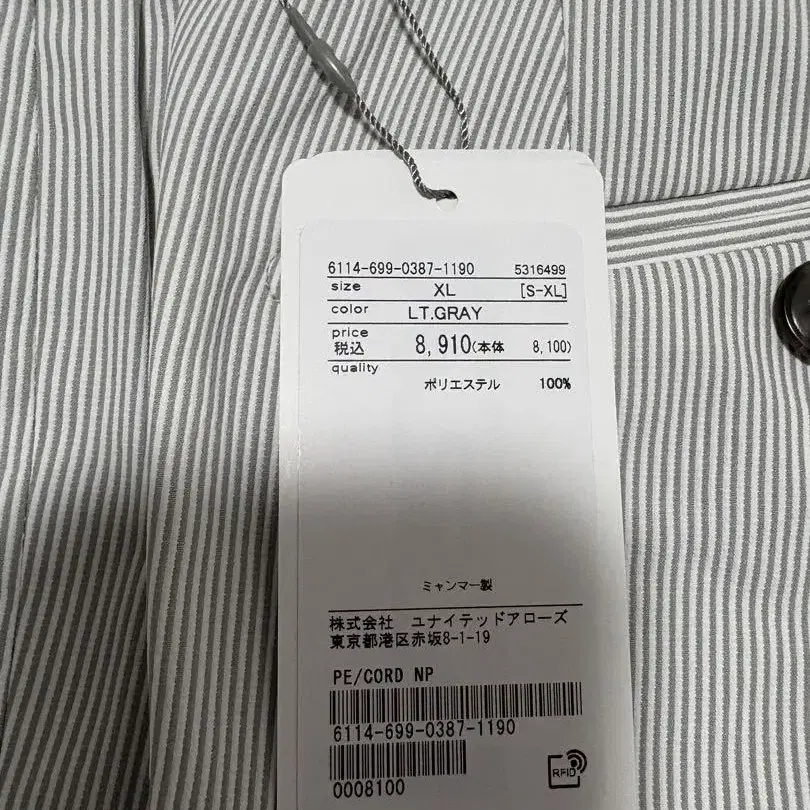 6114-699-0387-1190 5316499
size XL [S-XL]
color LT.GRAY
price
税込 8,910(本体 8,100)
quality
ポリエステル 100%
ミャンマー製
株式会社 ユナイテッドアローズ
東京都港区赤坂8-1-19
PE/CORD NP
6114-699-0387-1190
0008100
RFID